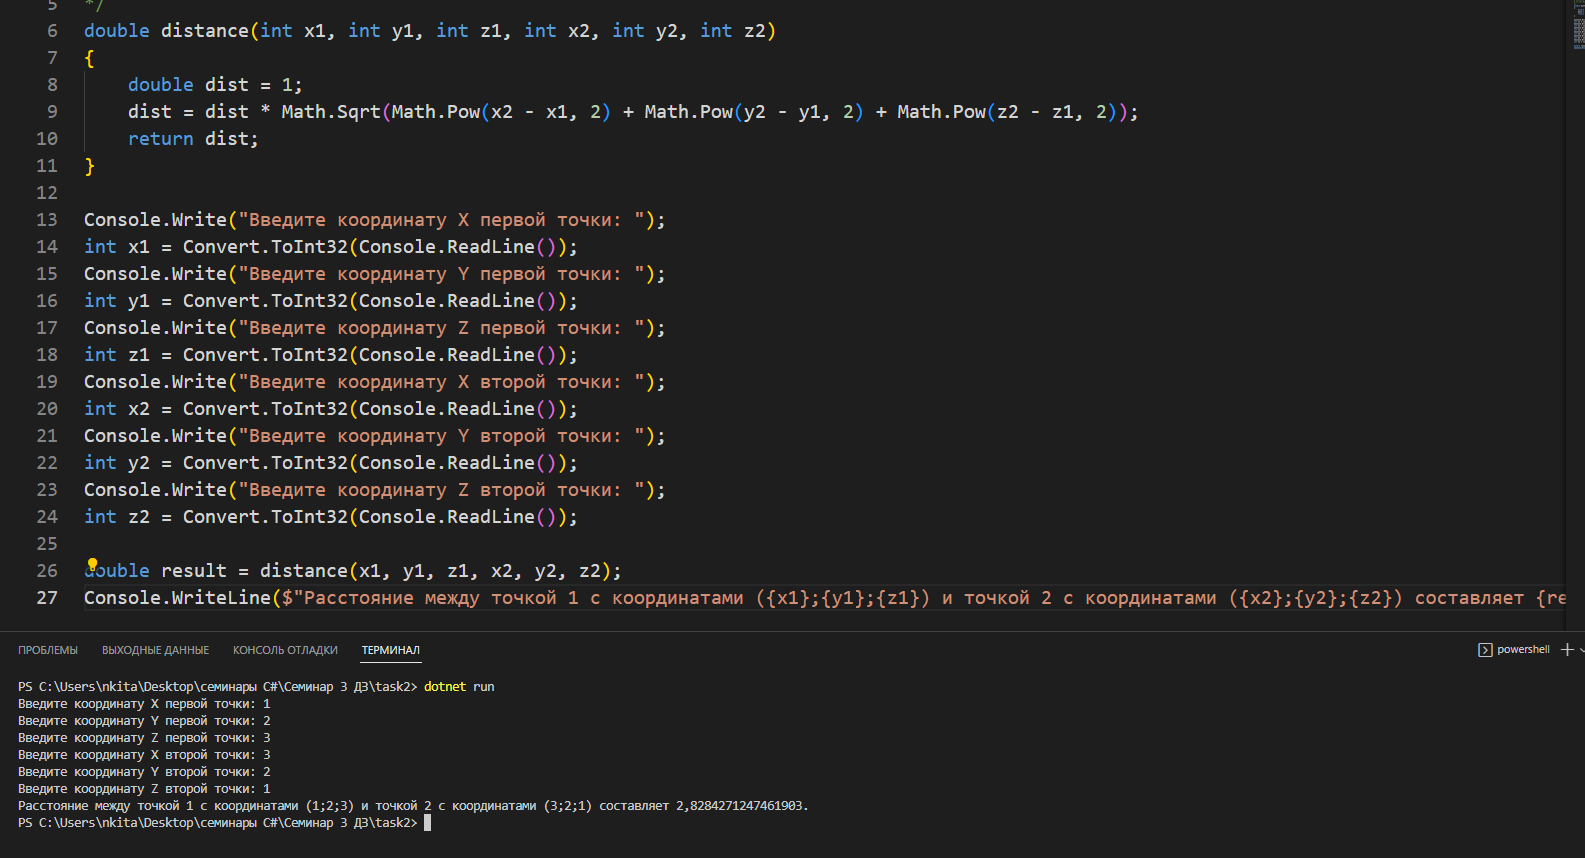 5 */
6 double distance(int x1, int y1, int z1, int x2, int y2, int z2)
7 {
8 double dist = 1;
9 dist = dist * Math.Sqrt(Math.Pow(x2 - x1, 2) + Math.Pow(y2 - y1, 2) + Math.Pow(z2 - z1, 2));
10 return dist;
11 }
12
13 Console.Write("Введите координату X первой точки: ");
14 int x1 = Convert.ToInt32(Console.ReadLine());
15 Console.Write("Введите координату Y первой точки: ");
16 int y1 = Convert.ToInt32(Console.ReadLine());
17 Console.Write("Введите координату Z первой точки: ");
18 int z1 = Convert.ToInt32(Console.ReadLine());
19 Console.Write("Введите координату X второй точки: ");
20 int x2 = Convert.ToInt32(Console.ReadLine());
21 Console.Write("Введите координату Y второй точки: ");
22 int y2 = Convert.ToInt32(Console.ReadLine());
23 Console.Write("Введите координату Z второй точки: ");
24 int z2 = Convert.ToInt32(Console.ReadLine());
25
26 double result = distance(x1, y1, z1, x2, y2, z2);
27 Console.WriteLine($"Расстояние между точкой 1 с координатами ({x1};{y1};{z1}) и точкой 2 с координатами ({x2};{y2};{z2}) составляет {re
ПРОБЛЕМЫ ВЫХОДНЫЕ ДАННЫЕ КОНСОЛЬ ОТЛАДКИ ТЕРМИНАЛ powershell
PS C:\Users\nkita\Desktop\семинары C#\Семинар 3 ДЗ\task2> dotnet run
Введите координату X первой точки: 1
Введите координату Y первой точки: 2
Введите координату Z первой точки: 3
Введите координату X второй точки: 3
Введите координату Y второй точки: 2
Введите координату Z второй точки: 1
Расстояние между точкой 1 с координатами (1;2;3) и точкой 2 с координатами (3;2;1) составляет 2,8284271247461903.
PS C:\Users\nkita\Desktop\семинары C#\Семинар 3 ДЗ\task2>